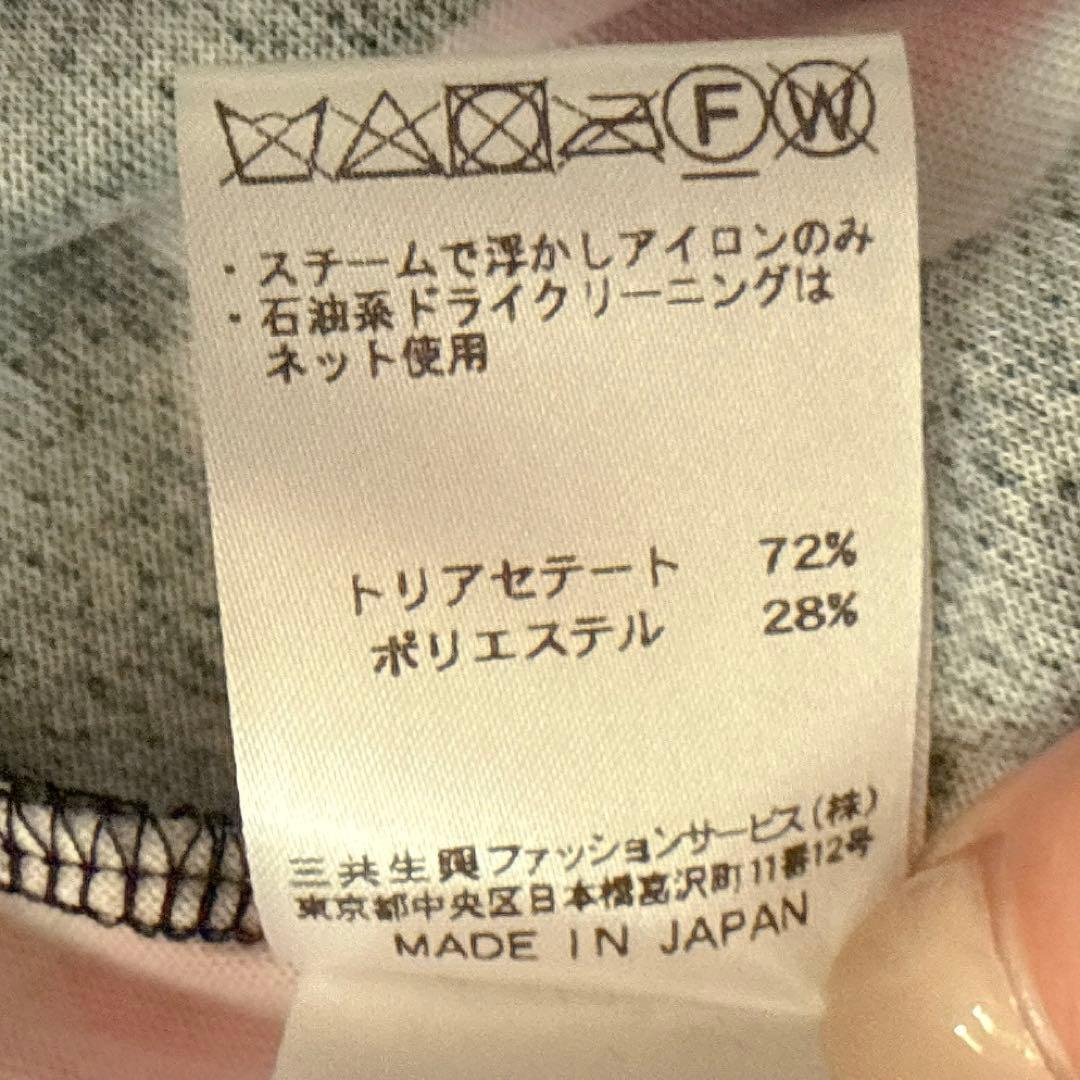 F W
・スチームで浮かしアイロンのみ
・石油系ドライクリーニングは
ネット使用
トリアセテート 72%
ポリエステル 28%
三共生興ファッションサービス(株)
東京都中央区日本橋富沢町11番12号
MADE IN JAPAN